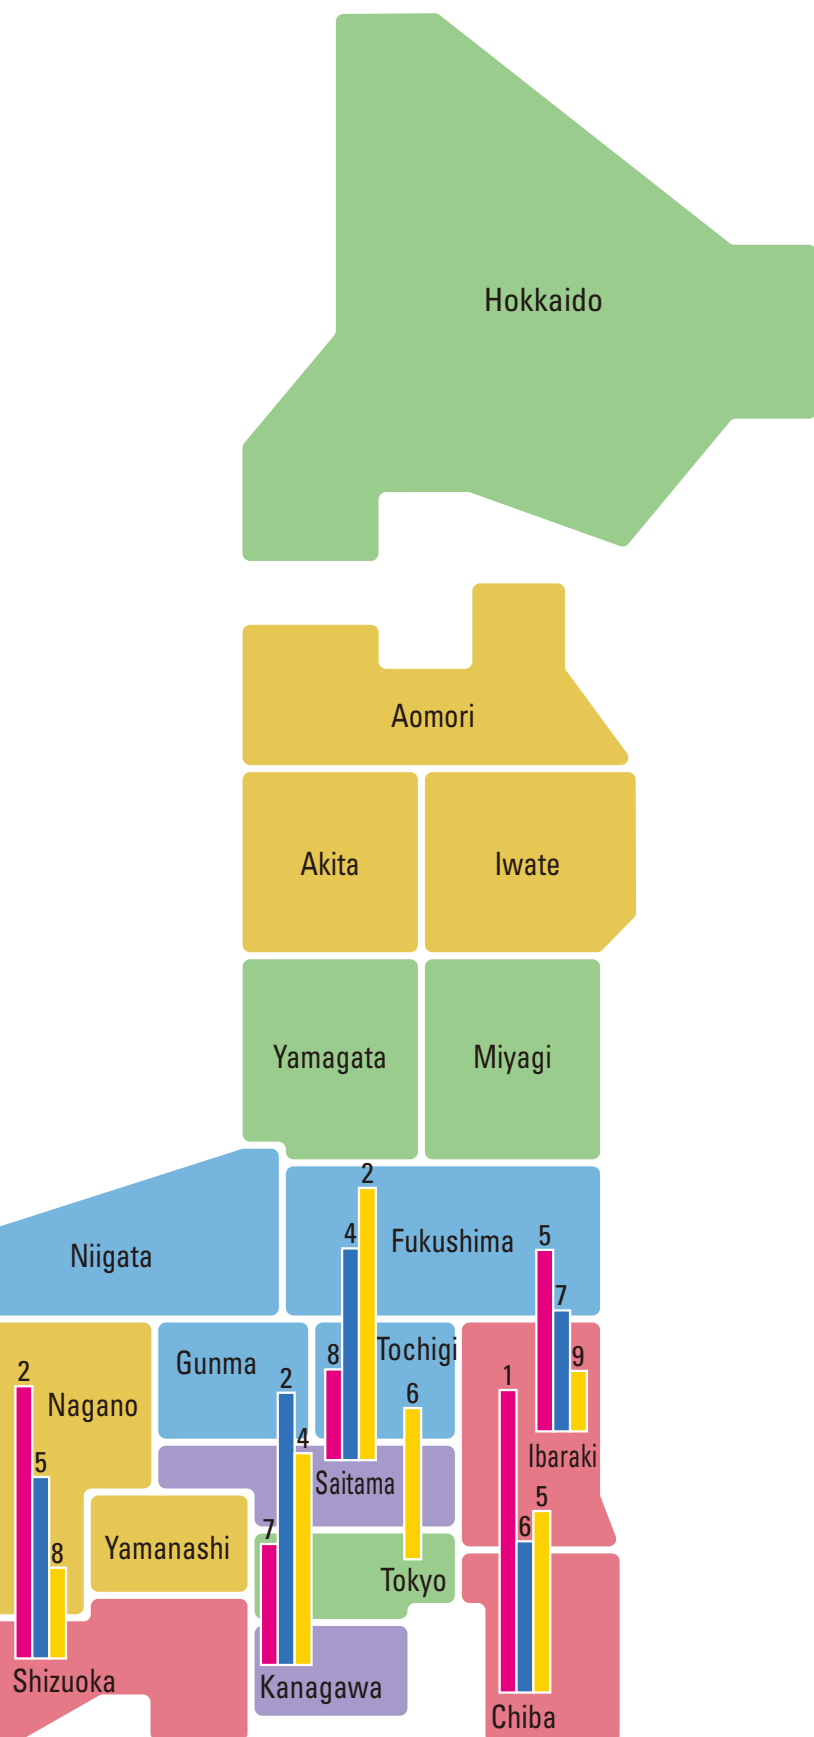 Hokkaido
Aomori
Akita
Iwate
Yamagata
Miyagi
2
4
Fukushima
5
Niigata
7
8
Tochigi
9
Gunma
2
2
1
6
Nagano
4
Ibaraki
5
Saitama
5
7
6
Yamanashi
8
Tokyo
Shizuoka
Kanagawa
Chiba